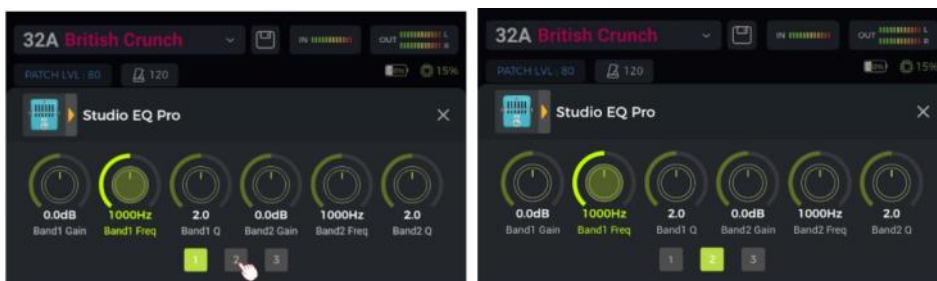 32A British Crunch IN OUT L R
PATCH LVL : 80 120 15%
Studio EQ Pro
0.0dB 1000Hz 2.0 0.0dB 1000Hz 2.0
Band1 Gain Band1 Freq Band1 Q Band2 Gain Band2 Freq Band2 Q
1 2 3
32A British Crunch IN OUT L R
PATCH LVL : 80 120 15%
Studio EQ Pro
0.0dB 1000Hz 2.0 0.0dB 1000Hz 2.0
Band1 Gain Band1 Freq Band1 Q Band2 Gain Band2 Freq Band2 Q
1 2 3